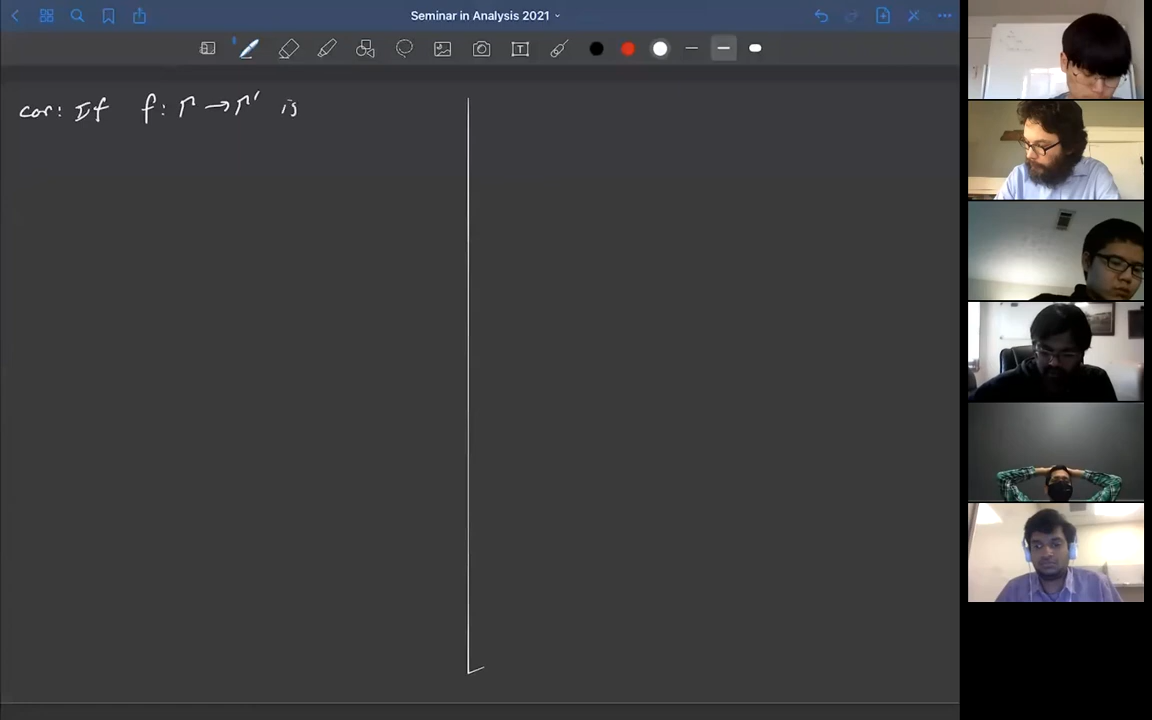 Seminar in Analysis 2021
cor: If f: Γ → Γ' is